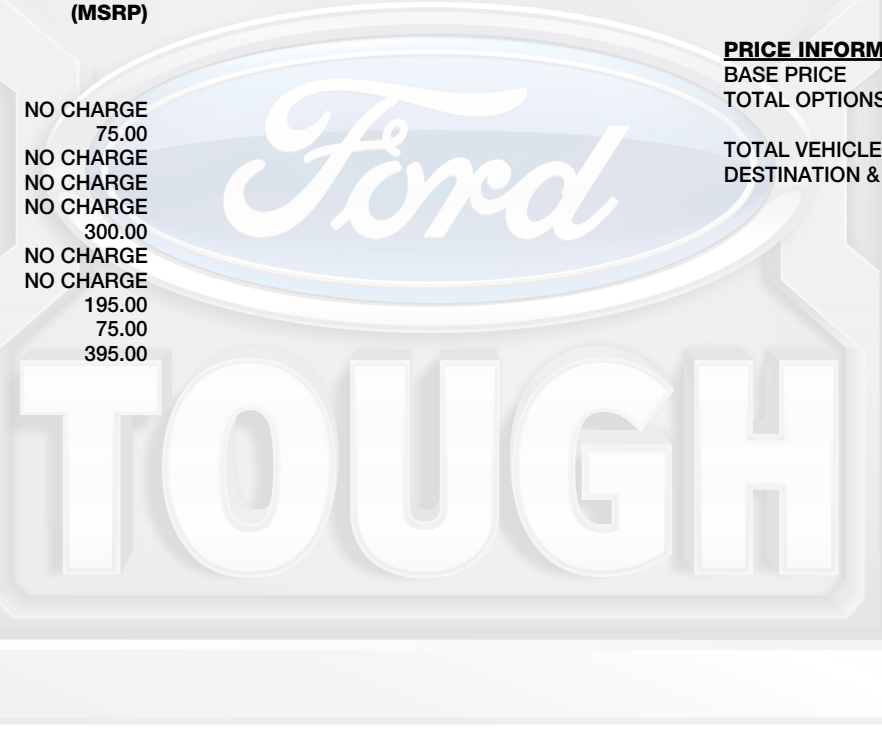 (MSRP)
NO CHARGE
75.00
NO CHARGE
NO CHARGE
NO CHARGE
300.00
NO CHARGE
NO CHARGE
195.00
75.00
395.00
PRICE INFORM
BASE PRICE
TOTAL OPTIONS
TOTAL VEHICLE
DESTINATION &
Ford
TOUGH